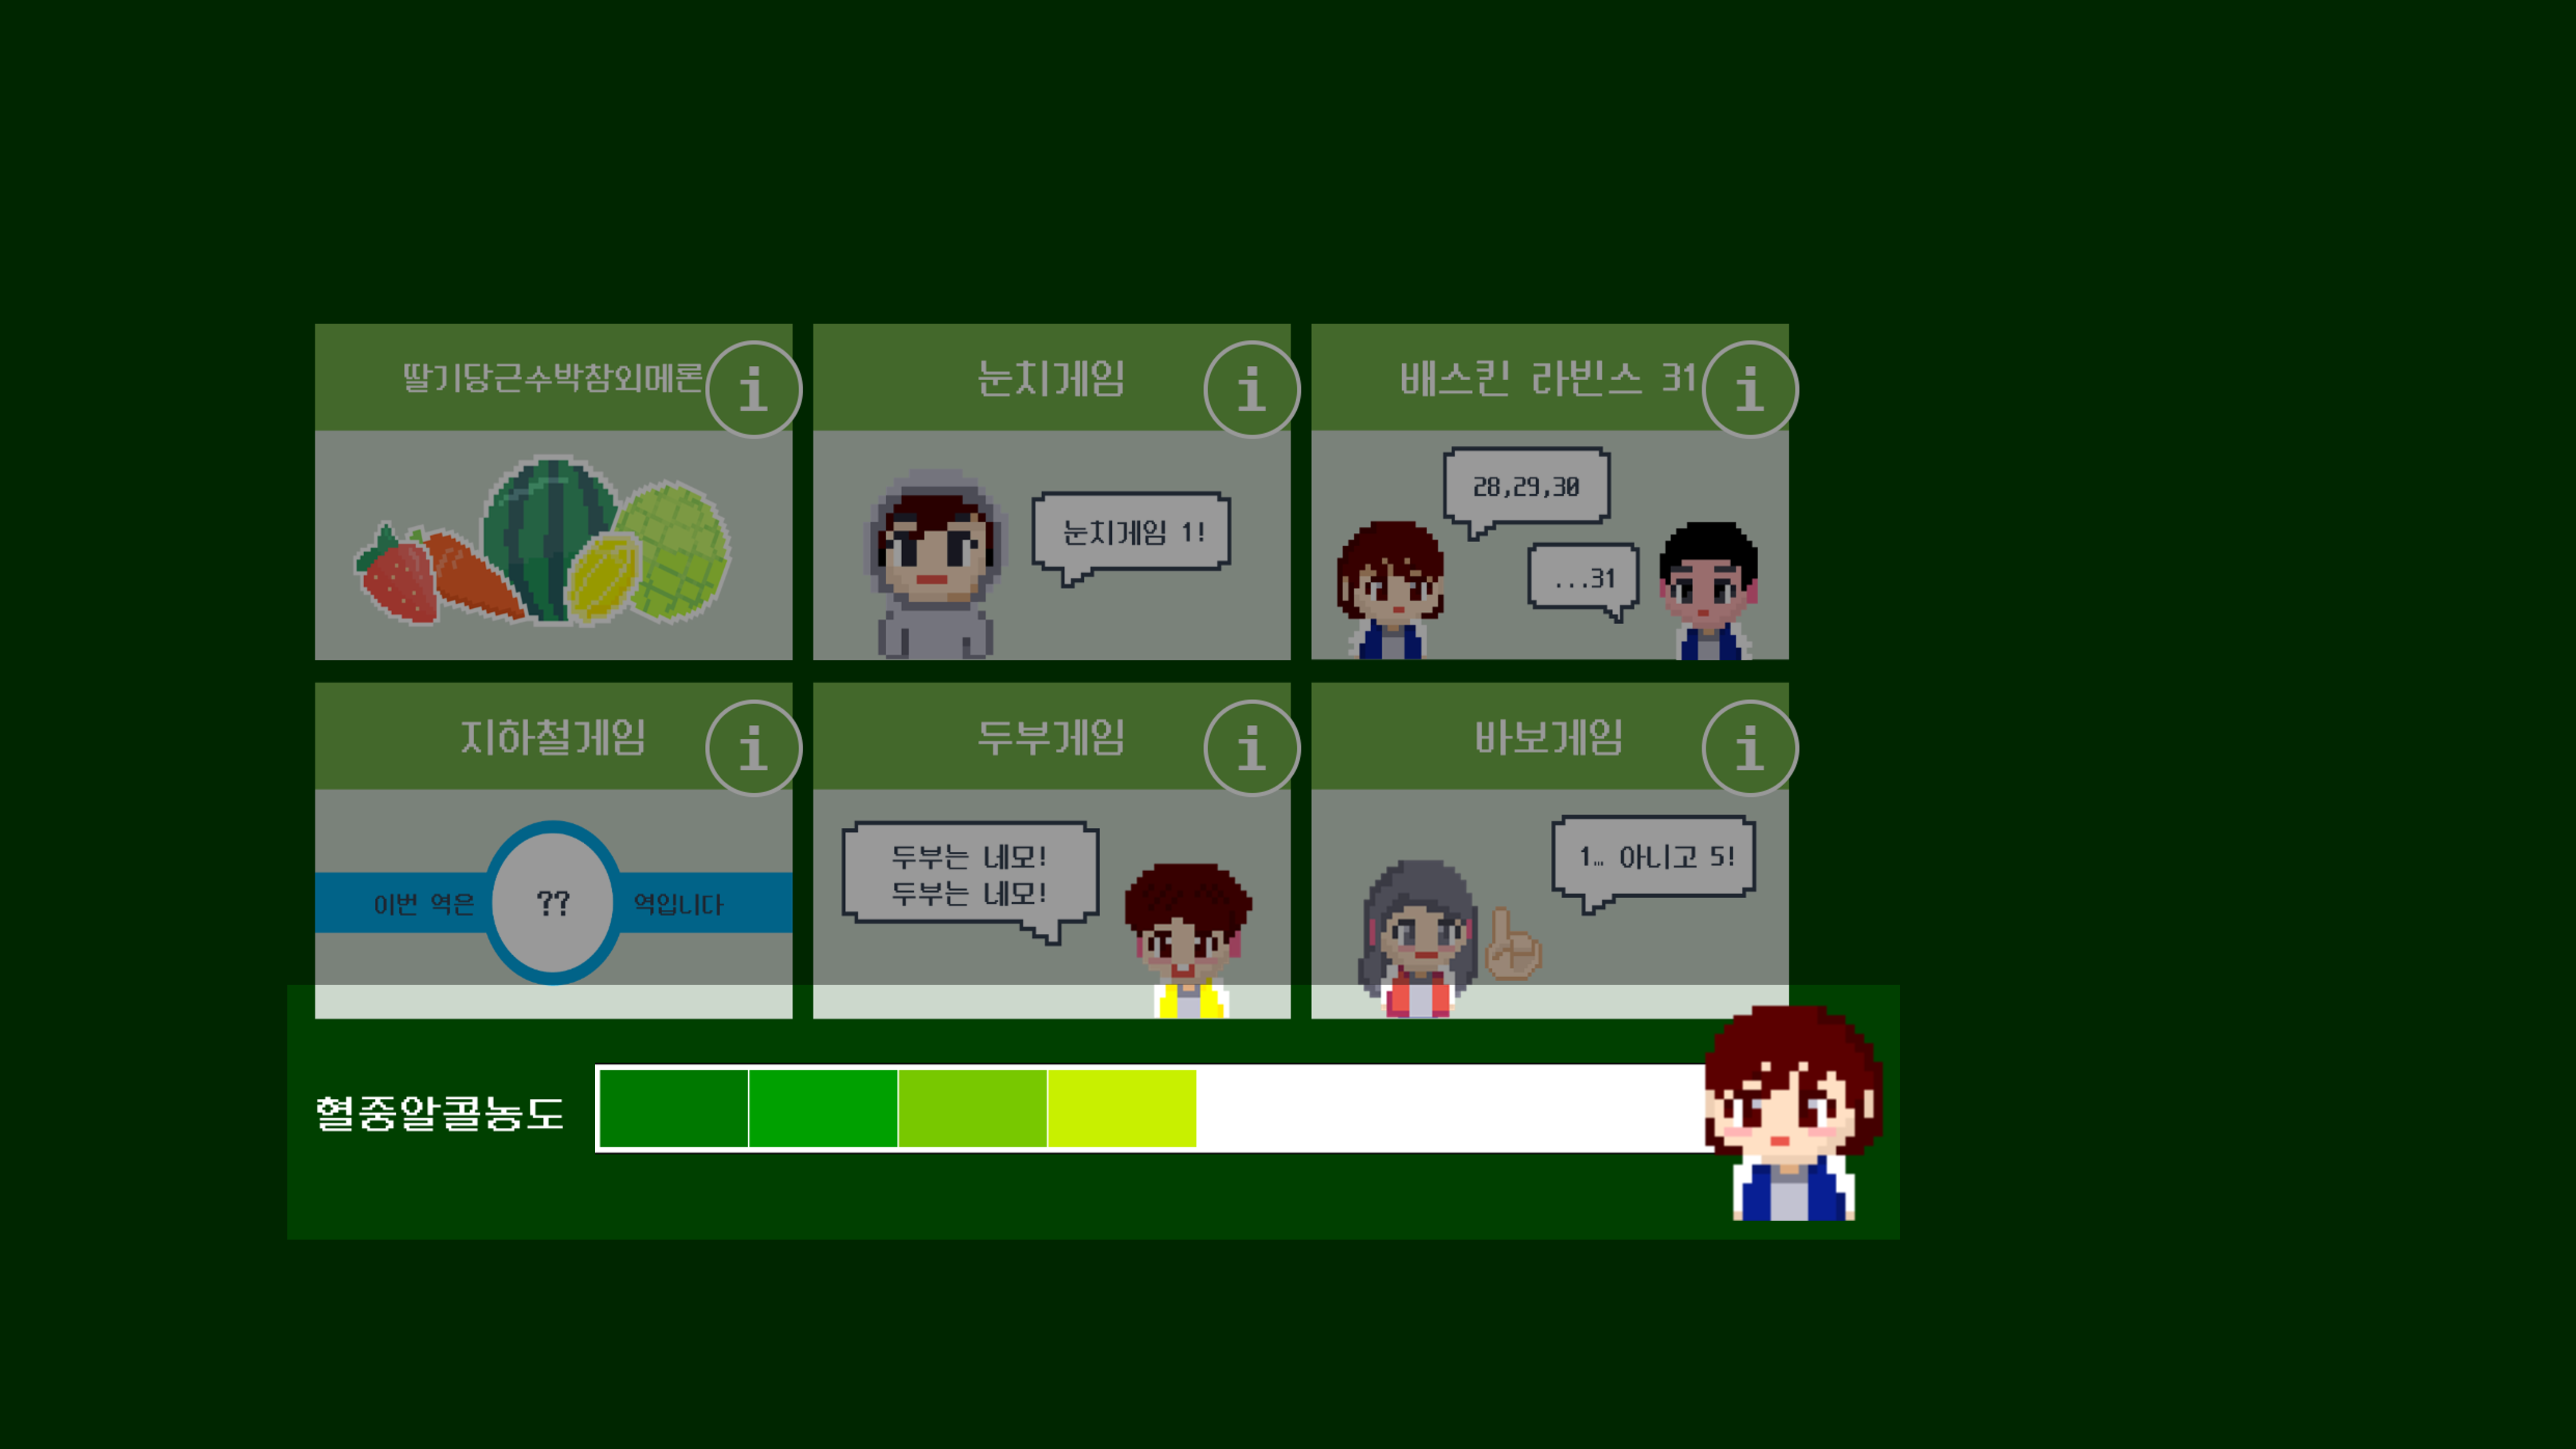 딸기당근수박참외메론
i
눈치게임
i
배스킨 라빈스 31
i
눈치게임 1!
28,29,30
...31
지하철게임
i
두부게임
i
바보게임
i
이번 역은
??
역입니다
두부는 네모!
두부는 네모!
1... 아니고 5!
혈중알콜농도